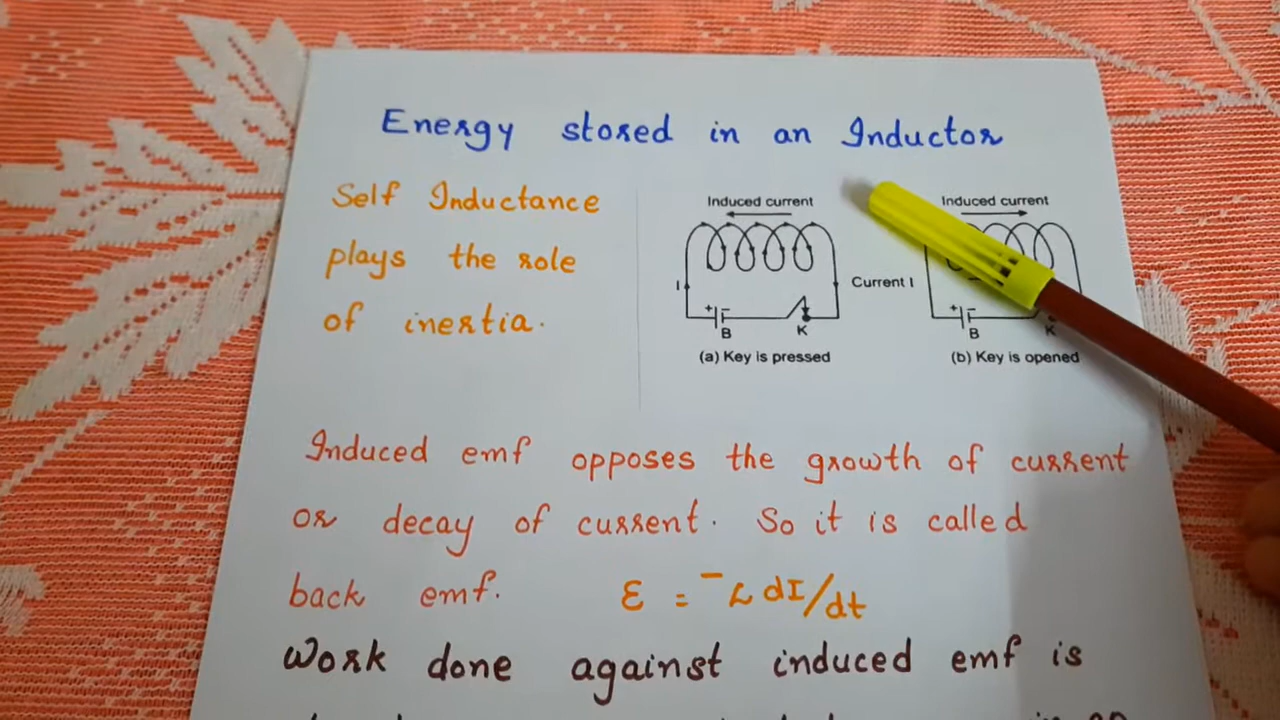 Energy stored in an Inductor
Self Inductance
plays the role
of inertia.
Induced current
I
+
B
K
(a) Key is pressed
Induced current
Current I
+
B
K
(b) Key is opened
Induced emf opposes the growth of current
or decay of current. So it is called
back emf. ε = -L dI/dt
Work done against induced emf is